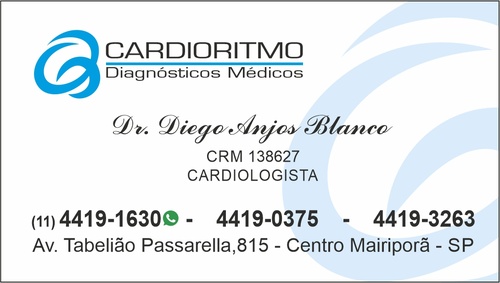 CARDIORITMO
Diagnósticos Médicos
Dr. Diego Anjos Blanco
CRM 138627
CARDIOLOGISTA
(11) 4419-1630 - 4419-0375 - 4419-3263
Av. Tabelião Passarella,815 - Centro Mairiporã - SP